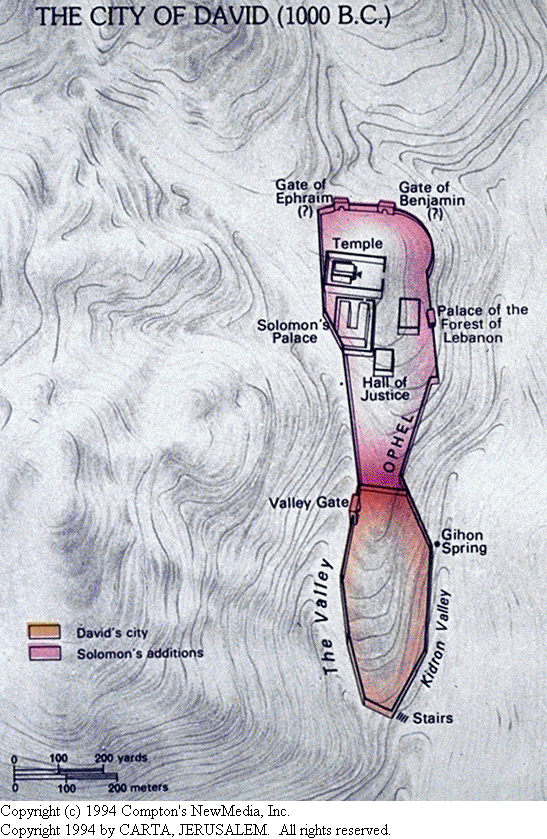 THE CITY OF DAVID (1000 B.C.)
Gate of
Ephraim
(?)
Gate of
Benjamin
(?)
Temple
Solomon's
Palace
Palace of the
Forest of
Lebanon
Hall of
Justice
OPHEL
Valley Gate
Gihon
Spring
The Valley
Kidron Valley
David's city
Solomon's additions
Stairs
0 100 200 yards
0 100 200 meters
Copyright (c) 1994 Compton's NewMedia, Inc.
Copyright 1994 by CARTA, JERUSALEM. All rights reserved.